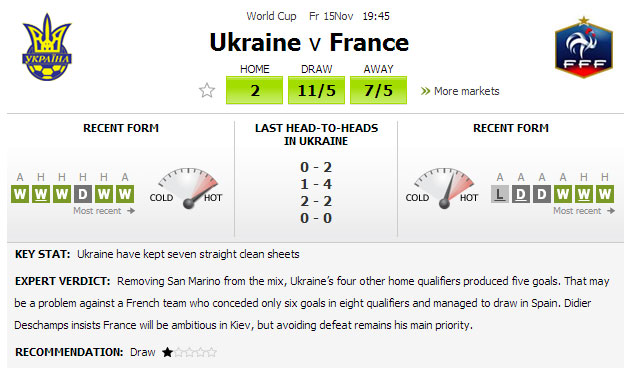 World Cup Fr 15Nov 19:45
Ukraine v France
УКРАЇНА
FFF
HOME DRAW AWAY
2 11/5 7/5 » More markets
RECENT FORM
A H H H H A
W W W D W W
Most recent →
COLD HOT
LAST HEAD-TO-HEADS
IN UKRAINE
0 - 2
1 - 4
2 - 2
0 - 0
RECENT FORM
A A A A H H
L D D W W W
Most recent →
COLD HOT
KEY STAT: Ukraine have kept seven straight clean sheets
EXPERT VERDICT: Removing San Marino from the mix, Ukraine's four other home qualifiers produced five goals. That may
be a problem against a French team who conceded only six goals in eight qualifiers and managed to draw in Spain. Didier
Deschamps insists France will be ambitious in Kiev, but avoiding defeat remains his main priority.
RECOMMENDATION: Draw ★☆☆☆☆